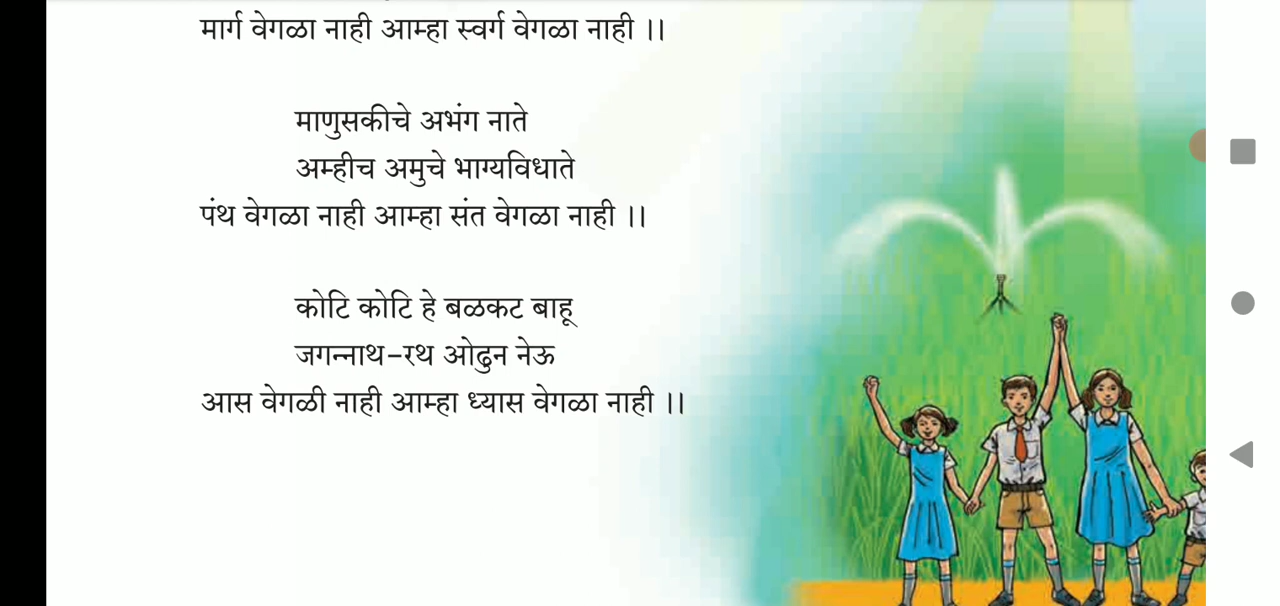 मार्ग वेगळा नाही आम्हा स्वर्ग वेगळा नाही ।।
माणुसकीचे अभंग नाते
अम्हीच अमुचे भाग्यविधाते
पंथ वेगळा नाही आम्हा संत वेगळा नाही ।।
कोटि कोटि हे बळकट बाहू
जगन्नाथ-रथ ओढुन नेऊ
आस वेगळी नाही आम्हा ध्यास वेगळा नाही ।।